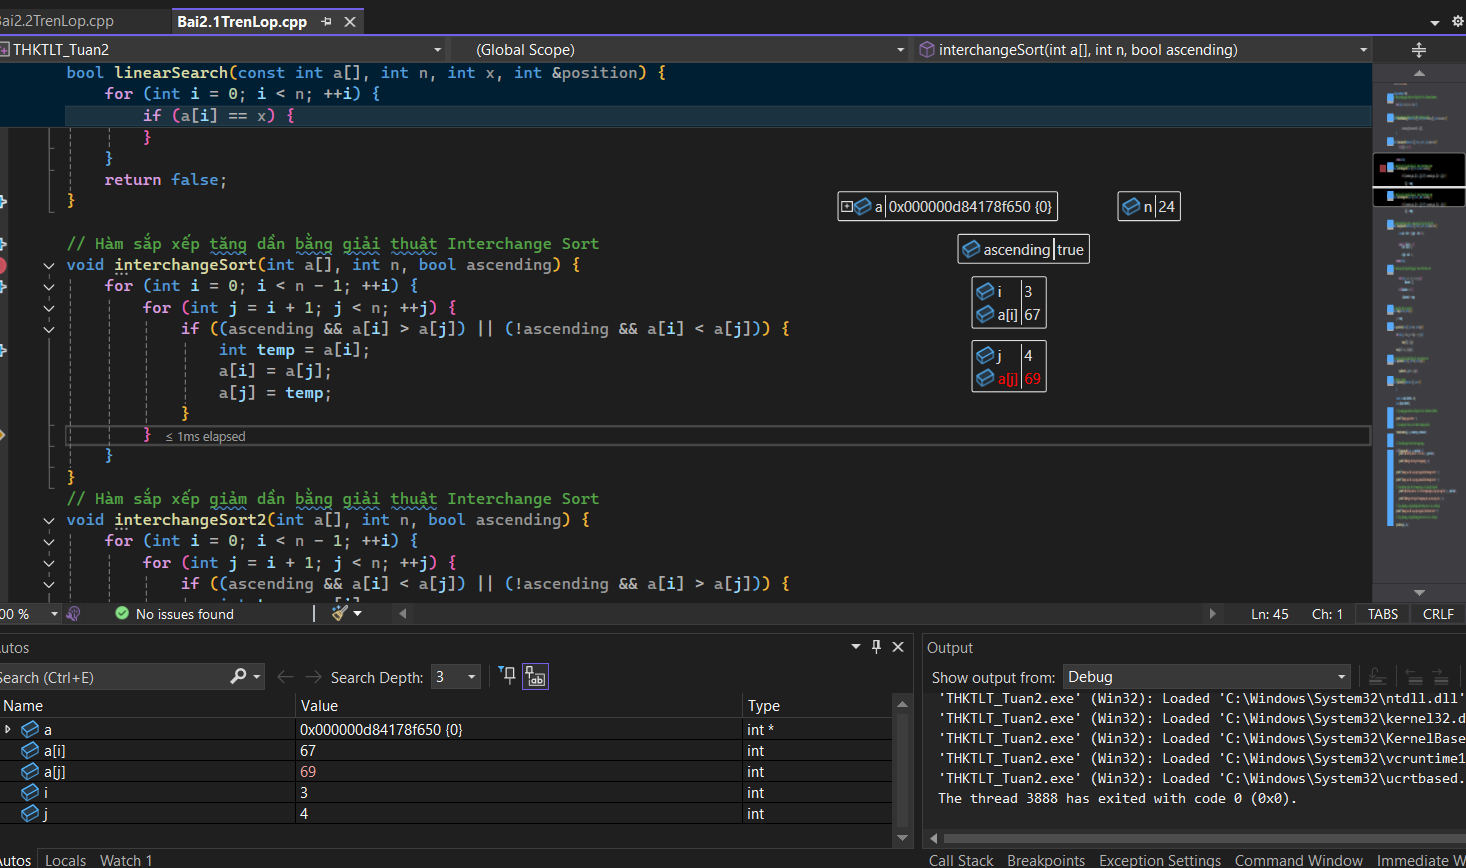 ai2.2TrenLop.cpp
Bai2.1TrenLop.cpp
THKTLT_Tuan2
(Global Scope)
interchangeSort(int a[], int n, bool ascending)
bool linearSearch(const int a[], int n, int x, int &position) {
for (int i = 0; i < n; ++i) {
if (a[i] == x) {
}
}
return false;
}
a 0x000000d84178f650 {0}
n 24
// Hàm sắp xếp tăng dần bằng giải thuật Interchange Sort
ascending true
void interchangeSort(int a[], int n, bool ascending) {
for (int i = 0; i < n - 1; ++i) {
i 3
for (int j = i + 1; j < n; ++j) {
a[i] 67
if ((ascending && a[i] > a[j]) || (!ascending && a[i] < a[j])) {
int temp = a[i];
j 4
a[i] = a[j];
a[j] 69
a[j] = temp;
}
} ≤ 1ms elapsed
}
}
// Hàm sắp xếp giảm dần bằng giải thuật Interchange Sort
void interchangeSort2(int a[], int n, bool ascending) {
for (int i = 0; i < n - 1; ++i) {
for (int j = i + 1; j < n; ++j) {
if ((ascending && a[i] < a[j]) || (!ascending && a[i] > a[j])) {
00 %
No issues found
Ln: 45
Ch: 1
TABS
CRLF
utos
Search (Ctrl+E)
Search Depth: 3
Name Value Type
a 0x000000d84178f650 {0} int *
a[i] 67 int
a[j] 69 int
i 3 int
j 4 int
Autos Locals Watch 1
Output
Show output from: Debug
'THKTLT_Tuan2.exe' (Win32): Loaded 'C:\Windows\System32\ntdll.dll'
'THKTLT_Tuan2.exe' (Win32): Loaded 'C:\Windows\System32\kernel32.d
'THKTLT_Tuan2.exe' (Win32): Loaded 'C:\Windows\System32\KernelBase
'THKTLT_Tuan2.exe' (Win32): Loaded 'C:\Windows\System32\vcruntime1
'THKTLT_Tuan2.exe' (Win32): Loaded 'C:\Windows\System32\ucrtbased.
The thread 3888 has exited with code 0 (0x0).
Call Stack Breakpoints Exception Settings Command Window Immediate W